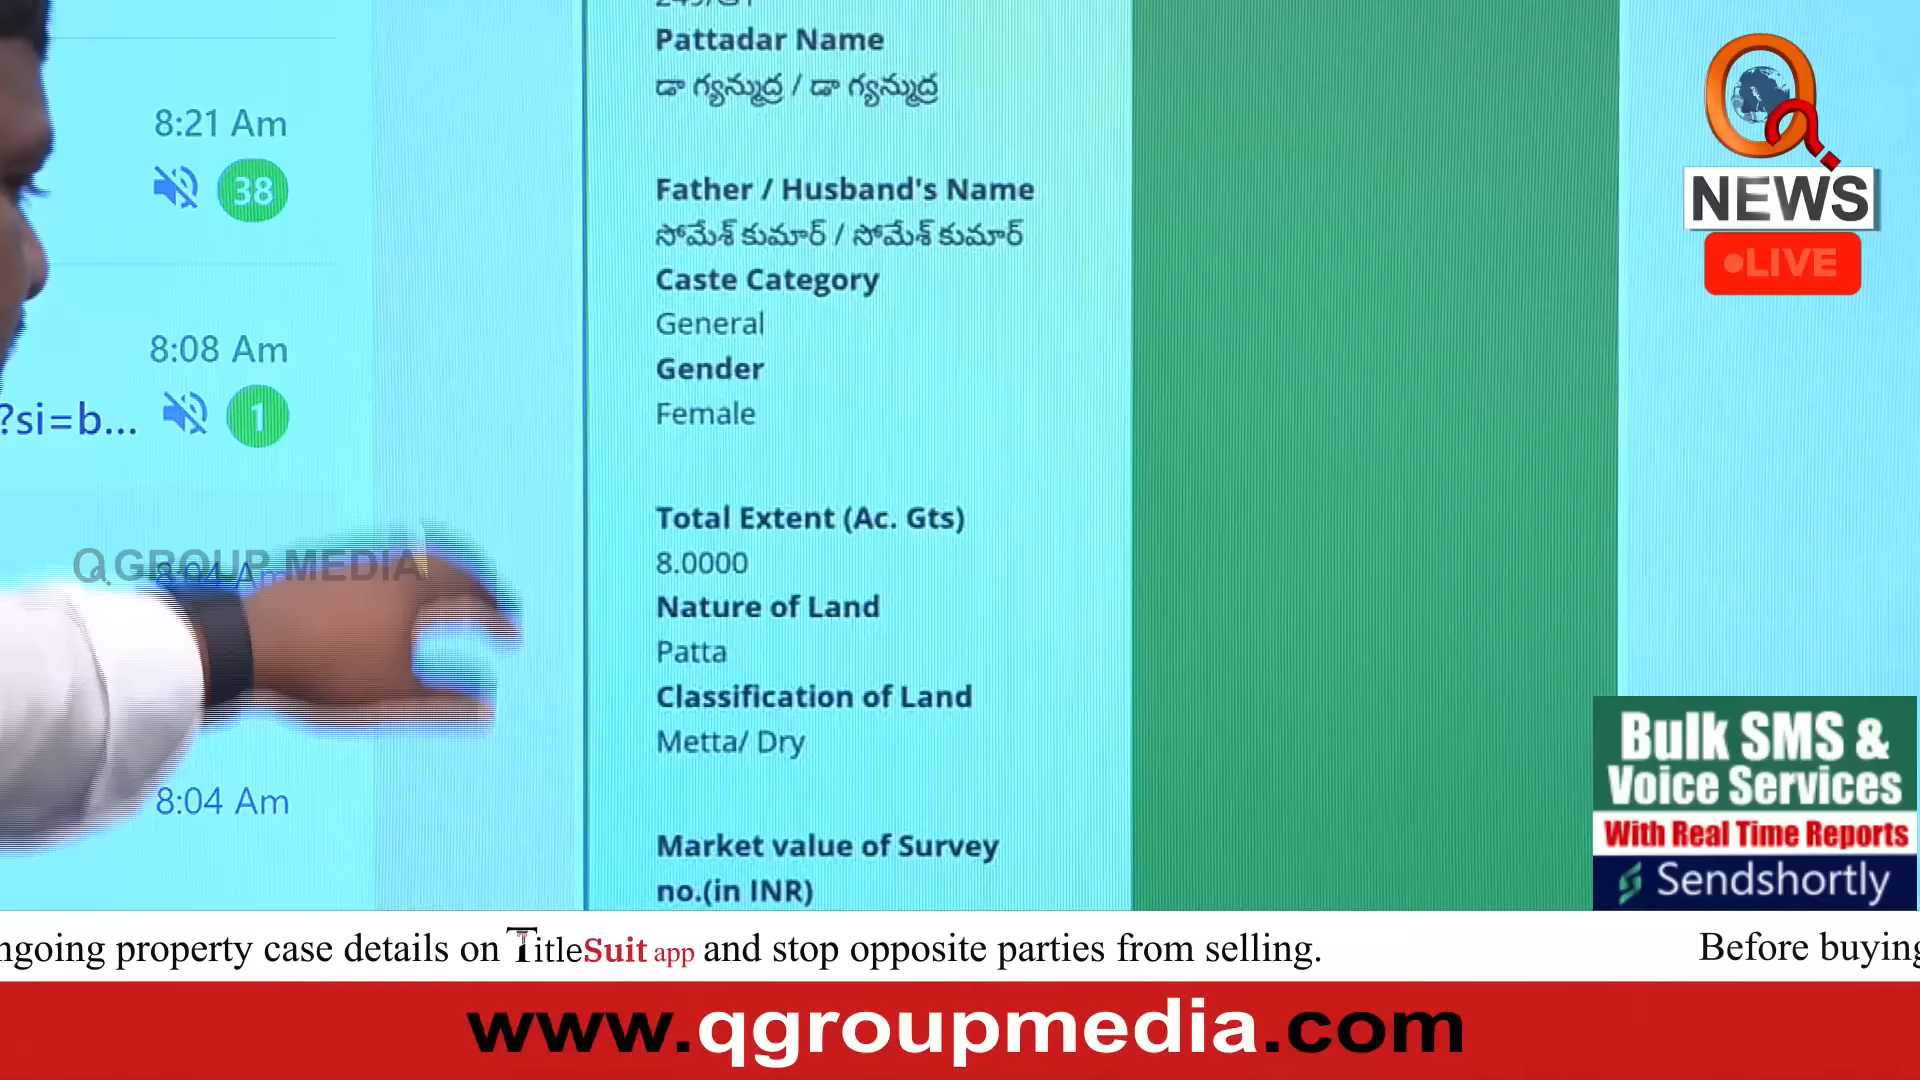 Pattadar Name
డా గ్యన్ముద్ర / డా గ్యన్ముద్ర
Father / Husband's Name
సోమేశ్ కుమార్ / సోమేశ్ కుమార్
Caste Category
General
Gender
Female
Total Extent (Ac. Gts)
8.0000
Nature of Land
Patta
Classification of Land
Metta/ Dry
Market value of Survey
no.(in INR)
8:21 Am
38
8:08 Am
?si=b... 1
8:04 Am
Q GROUP MEDIA
8:04 Am
Q
NEWS
LIVE
Bulk SMS &
Voice Services
With Real Time Reports
Sendshortly
ngoing property case details on TitleSuit app and stop opposite parties from selling. Before buying
www.qgroupmedia.com